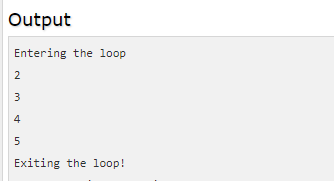 Output
Entering the loop
2
3
4
5
Exiting the loop!